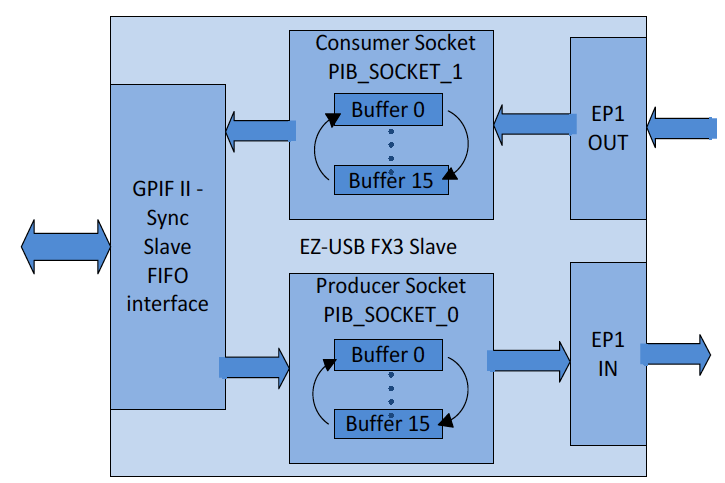 Consumer Socket
PIB_SOCKET_1
Buffer 0
Buffer 15
EP1
OUT
GPIF II -
Sync
Slave
FIFO
interface
EZ-USB FX3 Slave
Producer Socket
PIB_SOCKET_0
Buffer 0
Buffer 15
EP1
IN